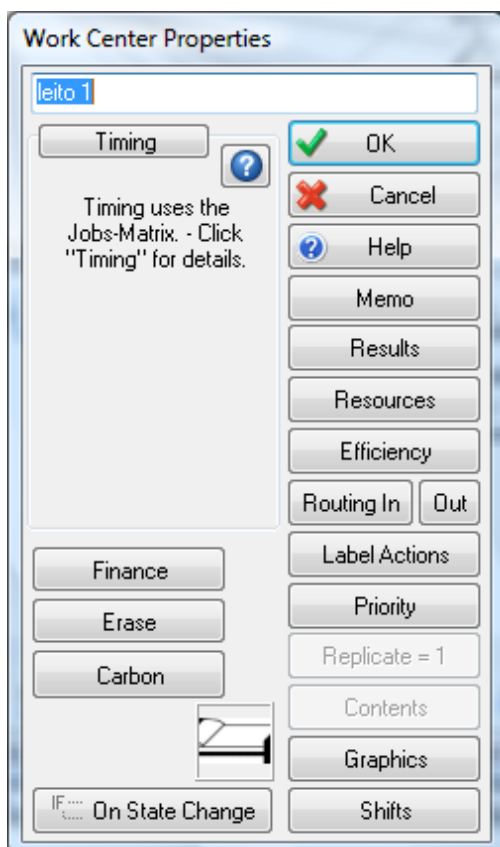 Work Center Properties
leito 1
Timing
Timing uses the
Jobs-Matrix. - Click
"Timing" for details.
OK
Cancel
Help
Memo
Results
Resources
Efficiency
Routing In
Out
Label Actions
Priority
Replicate = 1
Contents
Graphics
Shifts
Finance
Erase
Carbon
IF
On State Change